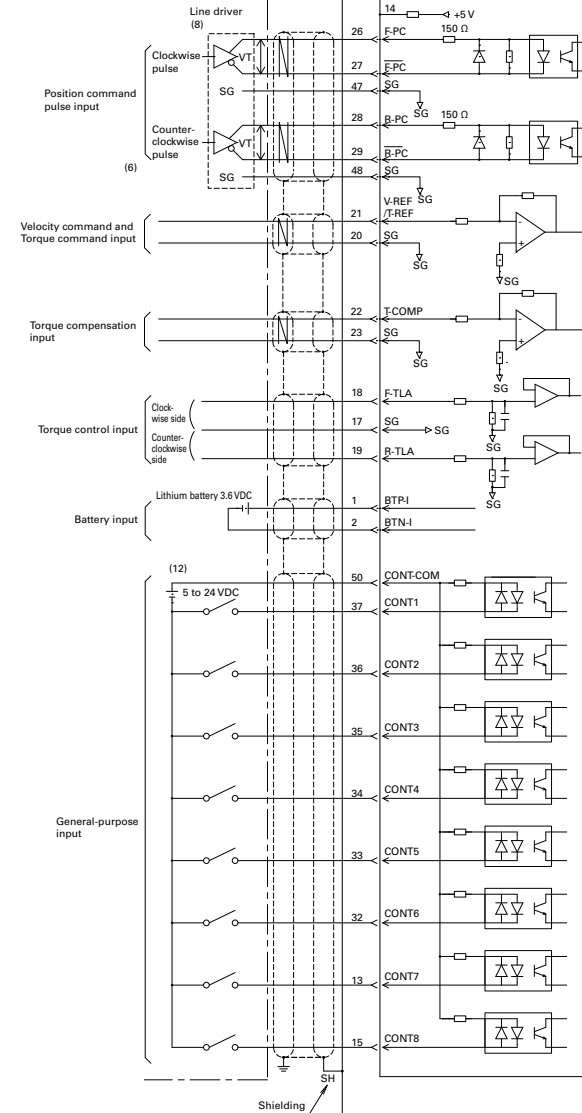 Line driver
(8)
14
+5 V
26
F-PC
150 Ω
Clockwise
pulse
VT
27
F-PC
47
SG
SG
SG
Position command
pulse input
28
R-PC
150 Ω
Counter-
clockwise
pulse
VT
29
R-PC
(6)
SG
48
SG
SG
V-REF
/T-REF
21
Velocity command and
Torque command input
20
SG
SG
SG
22
T-COMP
Torque compensation
input
23
SG
SG
SG
18
F-TLA
Clock-
wise side
17
SG
SG
SG
Torque control input
Counter-
clockwise
side
19
R-TLA
SG
Lithium battery 3.6 VDC
1
BTP-I
Battery input
2
BTN-I
(12)
5 to 24 VDC
50
CONT-COM
37
CONT1
36
CONT2
35
CONT3
34
CONT4
General-purpose
input
33
CONT5
32
CONT6
13
CONT7
15
CONT8
SH
Shielding